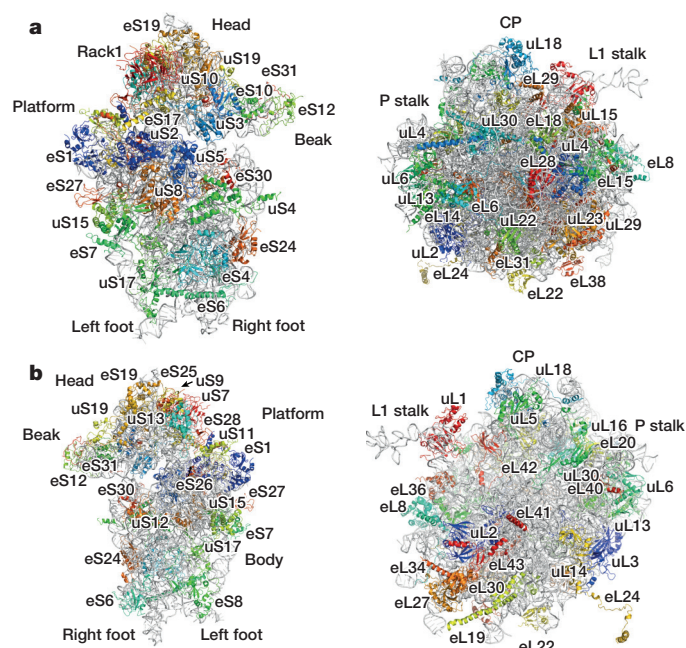 a
eS19
Head
Rack1
uS19
uS10
eS31
eS10
eS12
Platform
eS17
uS3
uS2
Beak
eS1
uS5
eS27
eS30
uS8
uS4
uS15
eS7
eS24
uS17
eS4
eS6
Left foot
Right foot
CP
uL18
L1 stalk
eL29
P stalk
uL30
eL18
uL15
uL4
uL4
eL8
eL28
uL6
eL15
uL13
eL14
eL6
uL22
uL23
uL29
uL2
eL31
eL24
eL38
eL22
b
eS25
Head
eS19
uS9
uS7
uS19
uS13
Platform
Beak
eS28
uS11
eS1
eS31
eS12
eS26
eS27
eS30
uS15
uS12
eS7
uS17
eS24
Body
eS6
eS8
Right foot
Left foot
CP
uL18
uL1
L1 stalk
uL5
uL16
P stalk
eL20
eL42
uL30
eL36
eL40
uL6
eL8
eL41
uL2
uL13
eL34
eL43
uL3
uL14
eL30
eL27
eL24
eL19
eL22